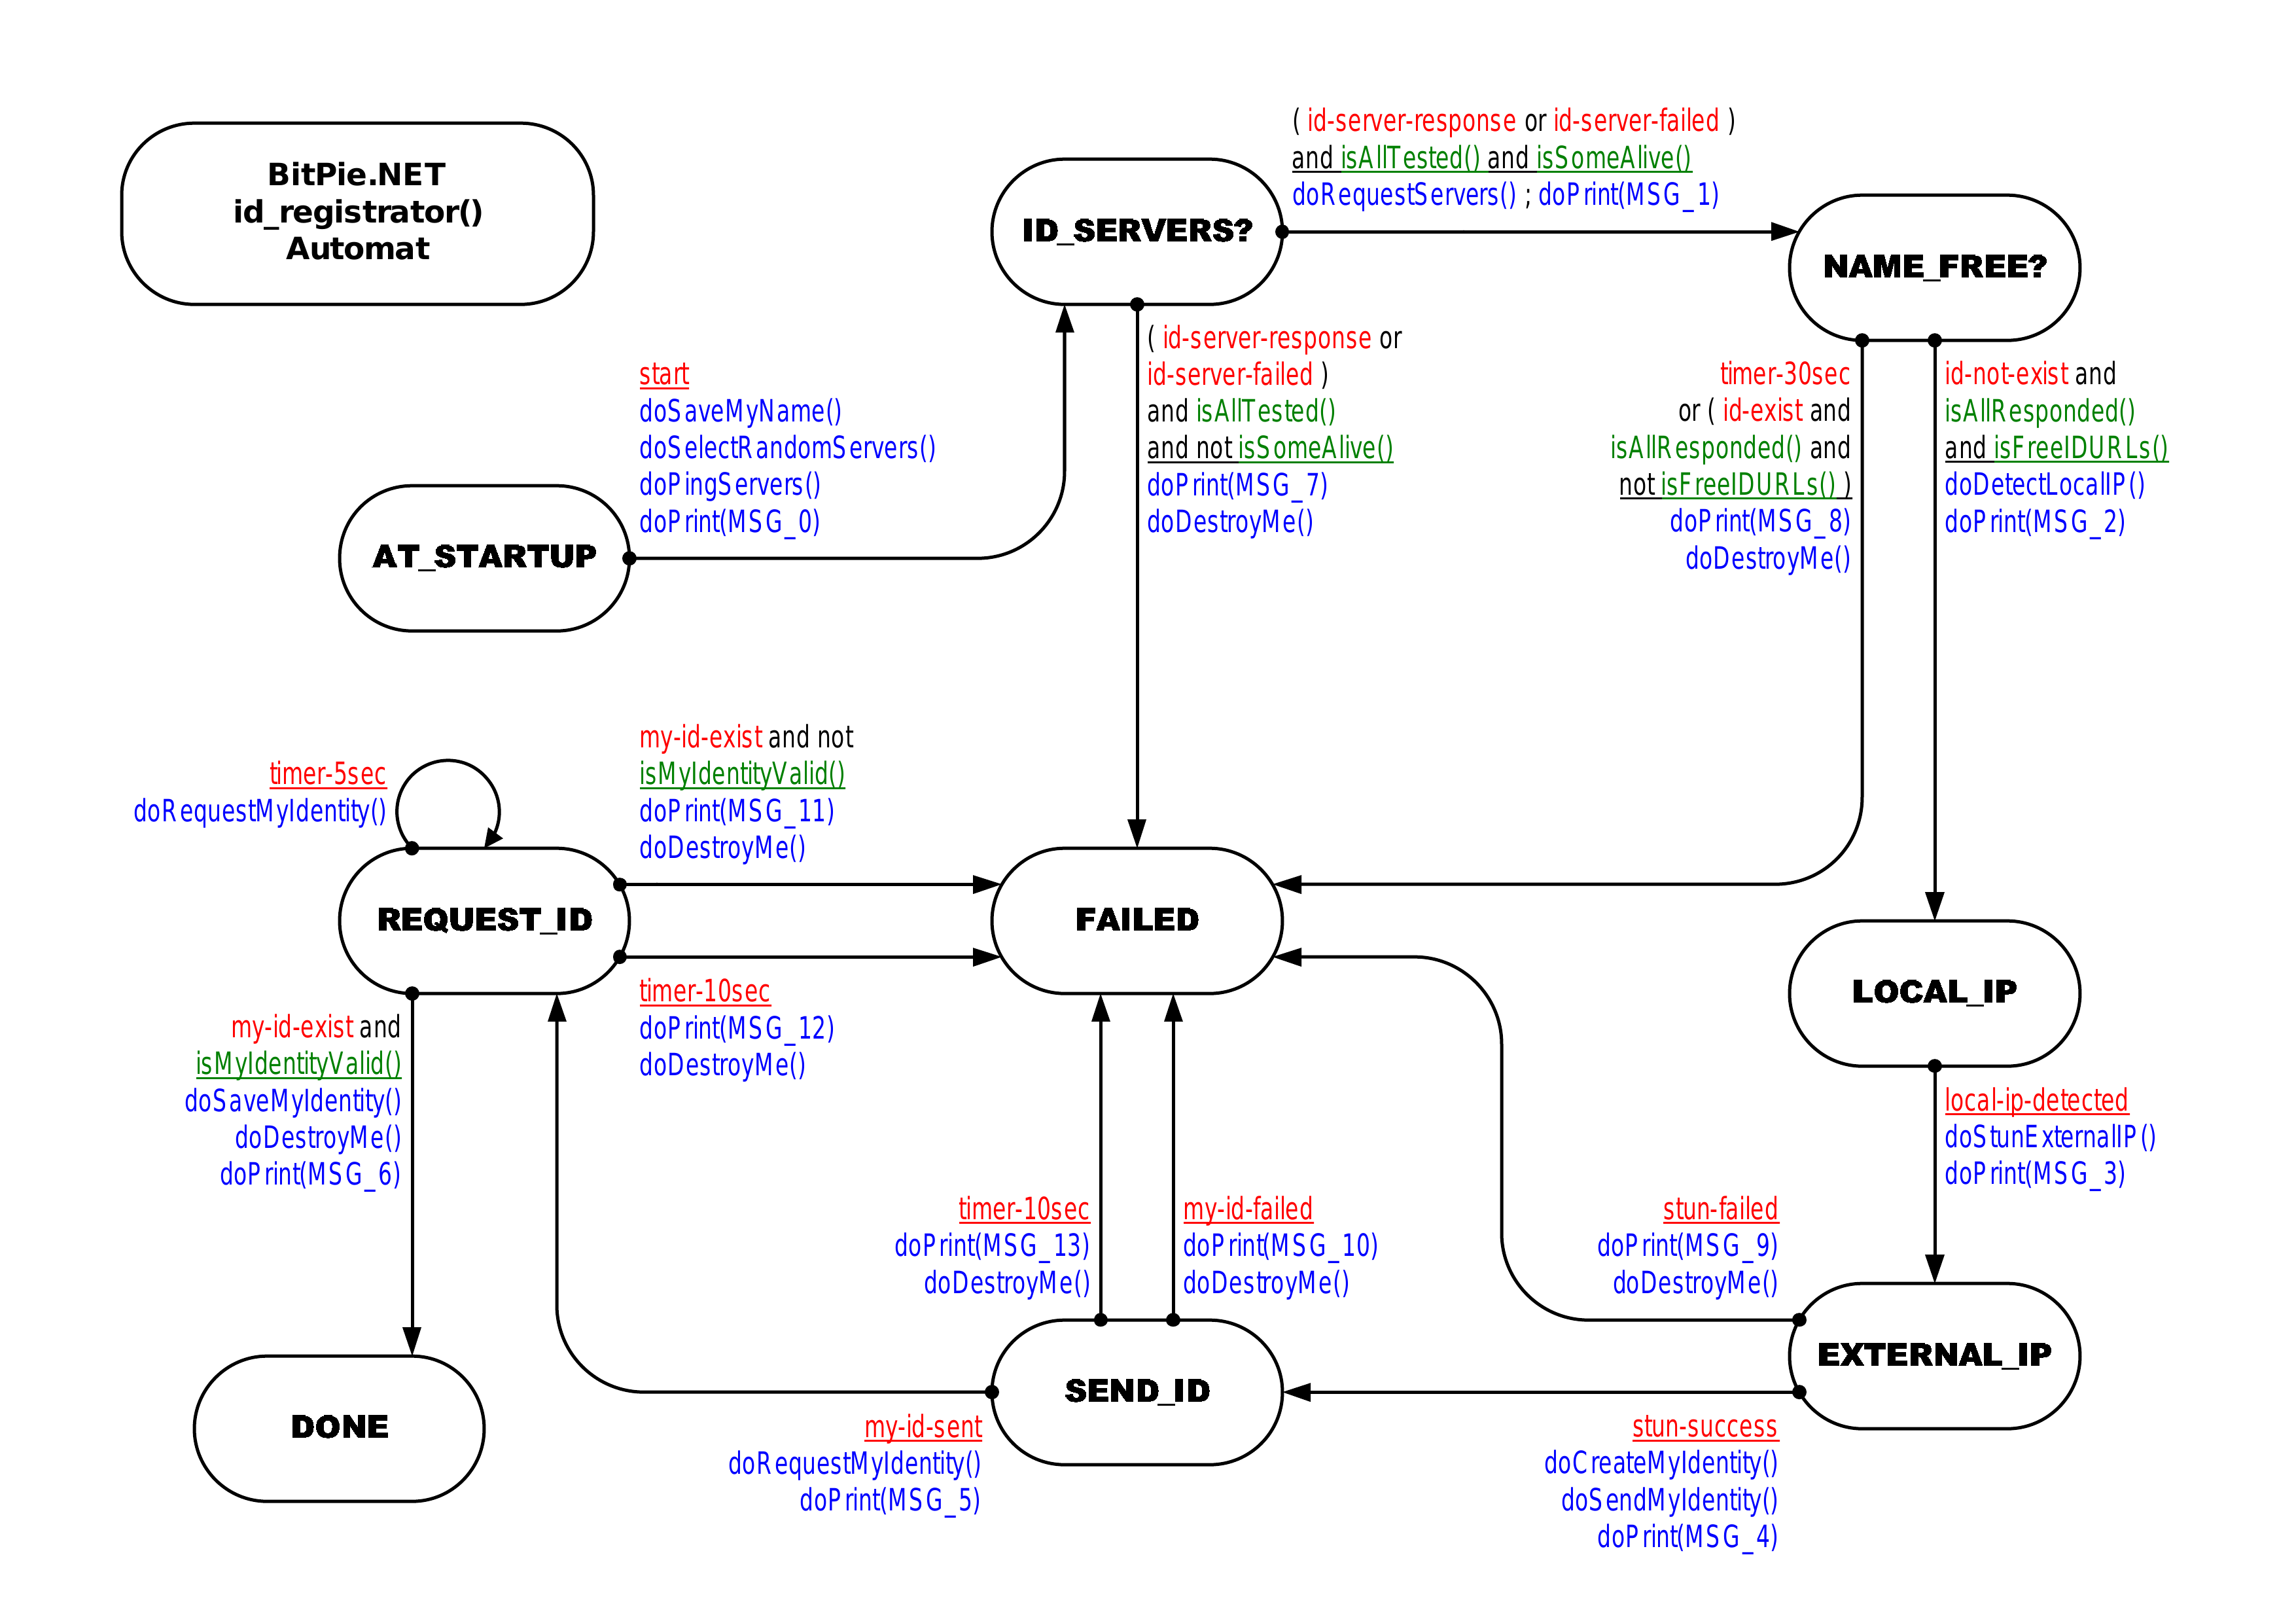 BitPie.NET
id_registrator()
Automat
( id-server-response or id-server-failed )
and isAllTested() and isSomeAlive()
doRequestServers() ; doPrint(MSG_1)
ID_SERVERS?
NAME_FREE?
start
doSaveMyName()
doSelectRandomServers()
doPingServers()
doPrint(MSG_0)
( id-server-response or
id-server-failed )
and isAllTested()
and not isSomeAlive()
doPrint(MSG_7)
doDestroyMe()
timer-30sec
or ( id-exist and
isAllResponded() and
not isFreeIDURLs() )
doPrint(MSG_8)
doDestroyMe()
id-not-exist and
isAllResponded()
and isFreeIDURLs()
doDetectLocalIP()
doPrint(MSG_2)
AT_STARTUP
timer-5sec
doRequestMyIdentity()
my-id-exist and not
isMyIdentityValid()
doPrint(MSG_11)
doDestroyMe()
REQUEST_ID
FAILED
LOCAL_IP
timer-10sec
doPrint(MSG_12)
doDestroyMe()
my-id-exist and
isMyIdentityValid()
doSaveMyIdentity()
doDestroyMe()
doPrint(MSG_6)
local-ip-detected
doStunExternalIP()
doPrint(MSG_3)
timer-10sec
doPrint(MSG_13)
doDestroyMe()
my-id-failed
doPrint(MSG_10)
doDestroyMe()
stun-failed
doPrint(MSG_9)
doDestroyMe()
EXTERNAL_IP
SEND_ID
DONE
my-id-sent
doRequestMyIdentity()
doPrint(MSG_5)
stun-success
doCreateMyIdentity()
doSendMyIdentity()
doPrint(MSG_4)